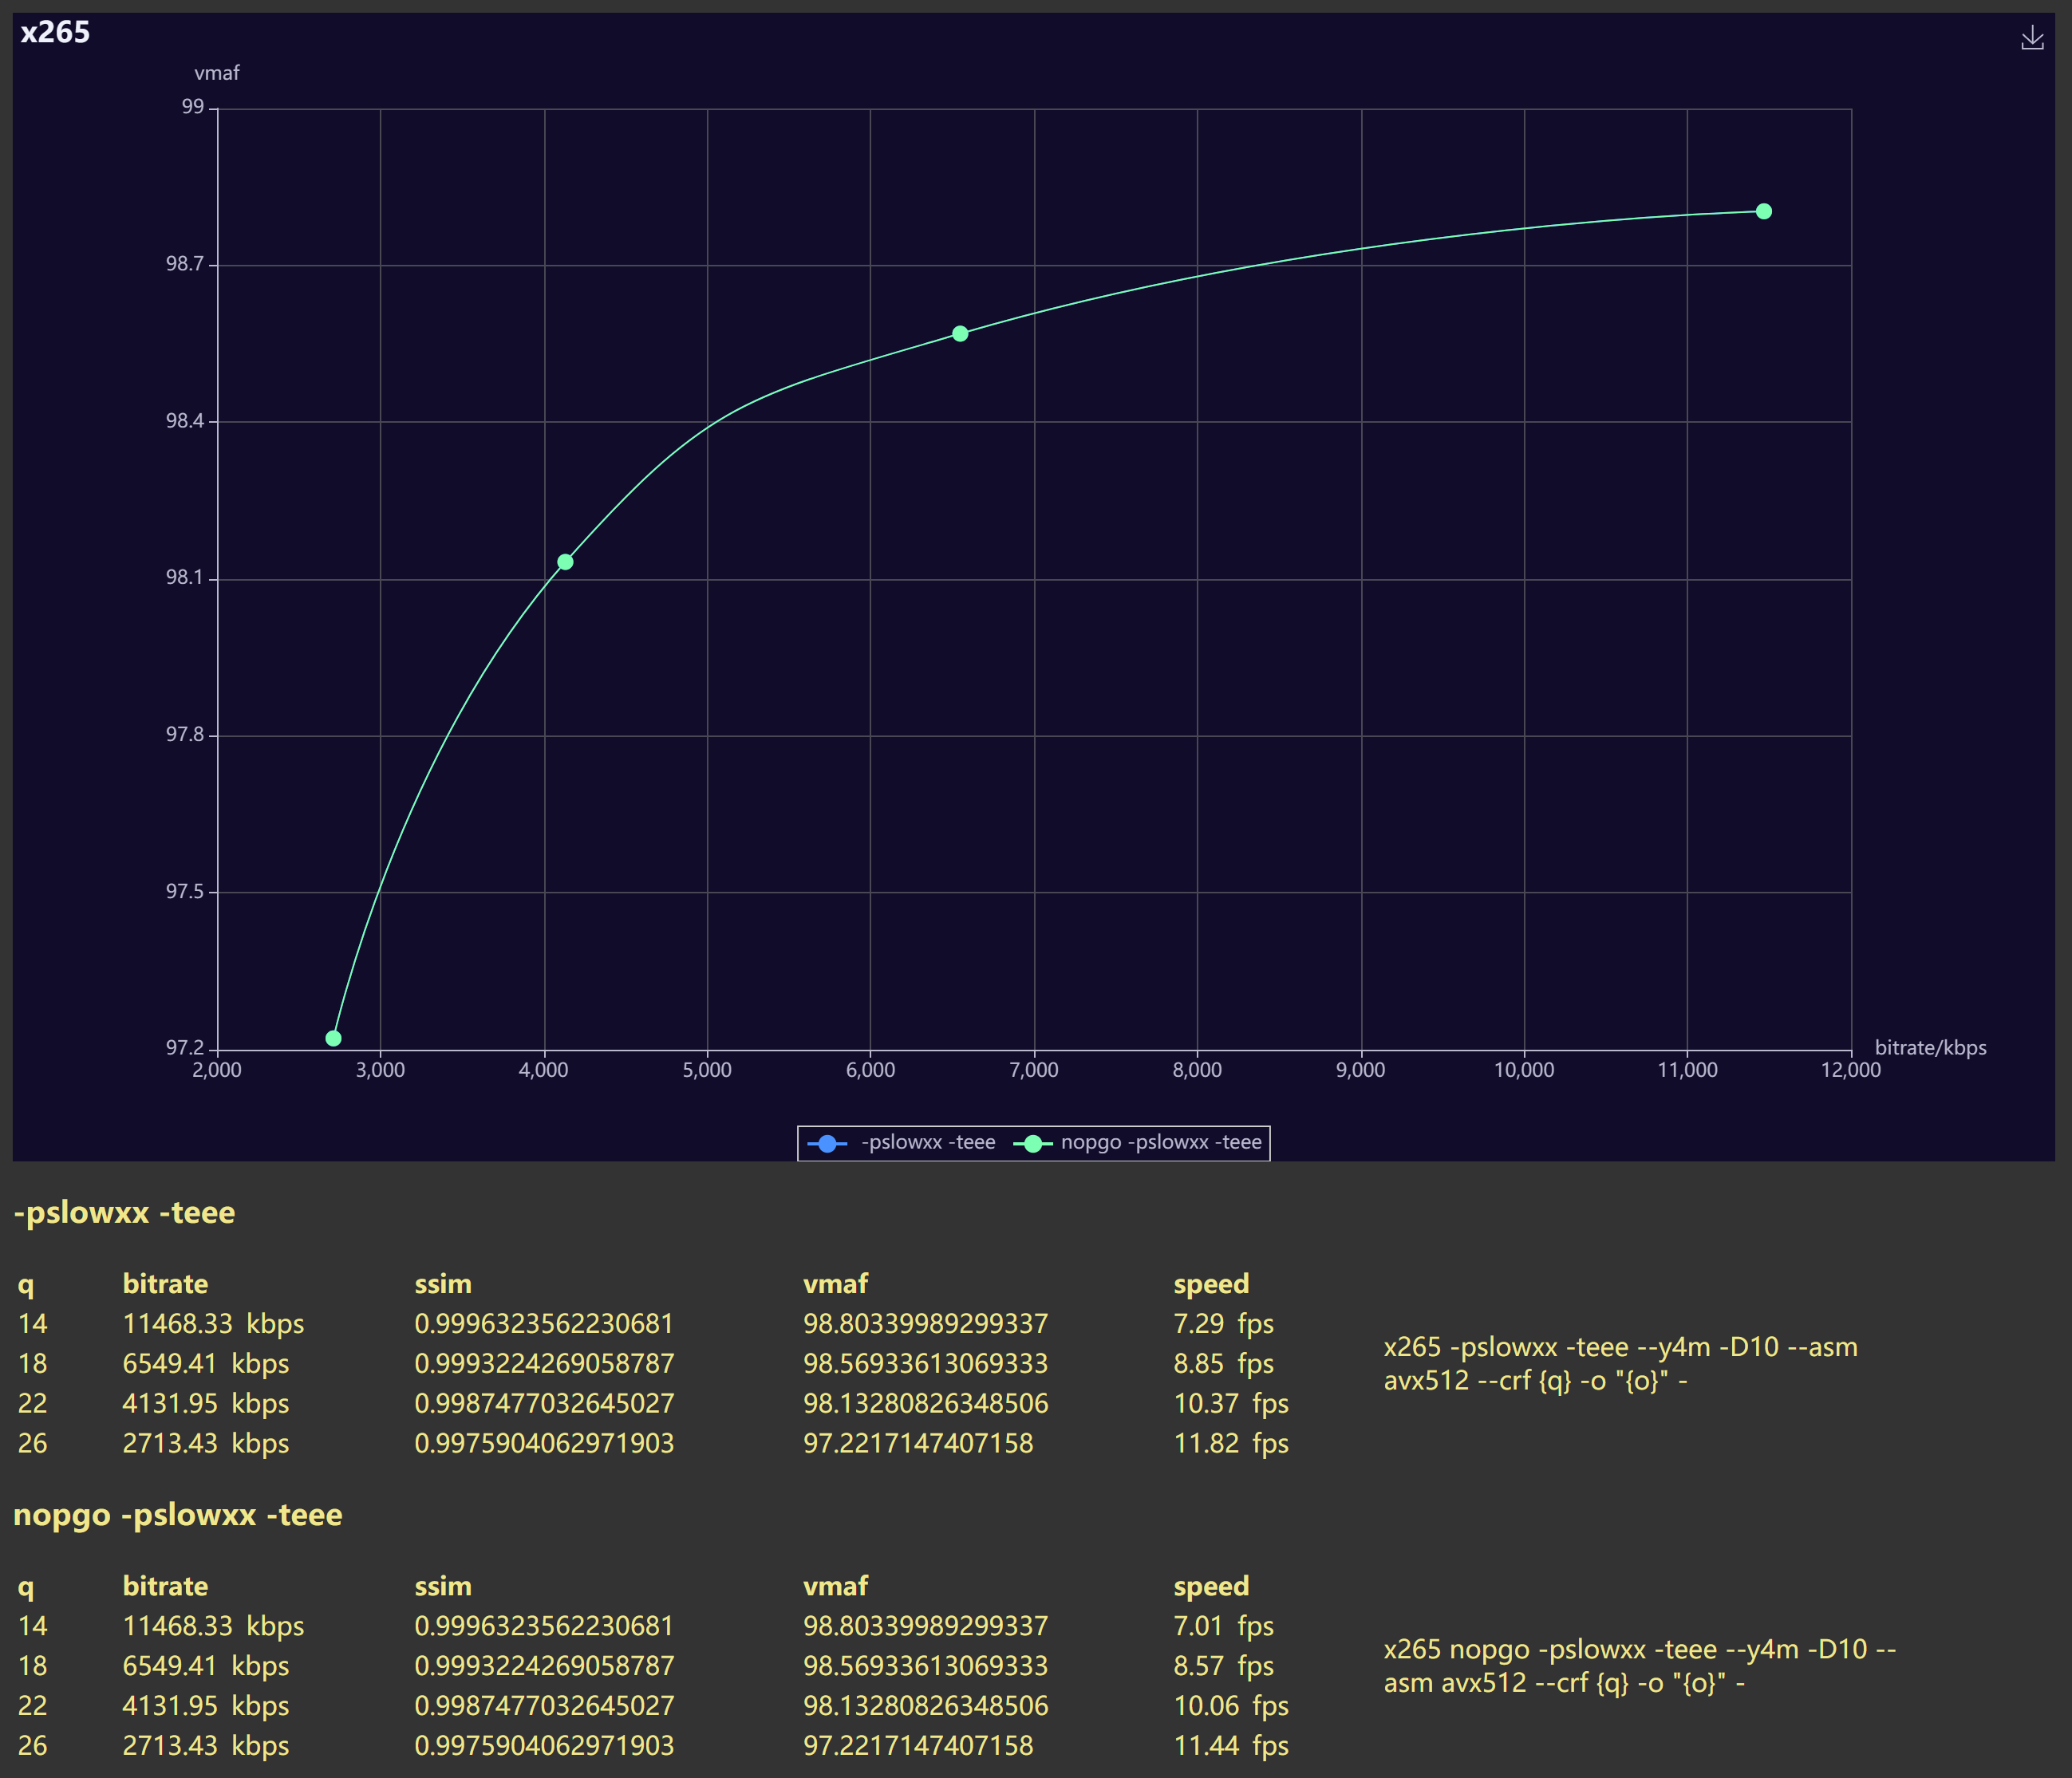 x265
vmaf
99
98.7
98.4
98.1
97.8
97.5
97.2
2,000 3,000 4,000 5,000 6,000 7,000 8,000 9,000 10,000 11,000 12,000
bitrate/kbps
-pslowxx -teee nopgo -pslowxx -teee
-pslowxx -teee
q bitrate ssim vmaf speed
14 11468.33 kbps 0.9996323562230681 98.80339989299337 7.29 fps
18 6549.41 kbps 0.9993224269058787 98.56933613069333 8.85 fps
22 4131.95 kbps 0.9987477032645027 98.13280826348506 10.37 fps
26 2713.43 kbps 0.9975904062971903 97.2217147407158 11.82 fps
x265 -pslowxx -teee --y4m -D10 --asm
avx512 --crf {q} -o "{o}" -
nopgo -pslowxx -teee
q bitrate ssim vmaf speed
14 11468.33 kbps 0.9996323562230681 98.80339989299337 7.01 fps
18 6549.41 kbps 0.9993224269058787 98.56933613069333 8.57 fps
22 4131.95 kbps 0.9987477032645027 98.13280826348506 10.06 fps
26 2713.43 kbps 0.9975904062971903 97.2217147407158 11.44 fps
x265 nopgo -pslowxx -teee --y4m -D10 --
asm avx512 --crf {q} -o "{o}" -